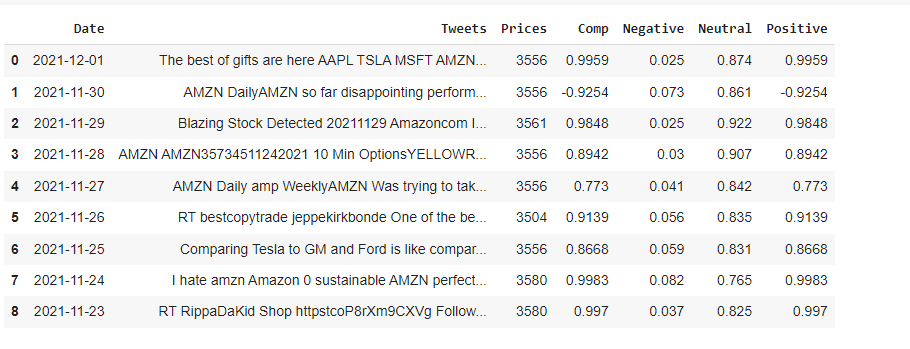 Date Tweets Prices Comp Negative Neutral Positive
0 2021-12-01 The best of gifts are here AAPL TSLA MSFT AMZN... 3556 0.9959 0.025 0.874 0.9959
1 2021-11-30 AMZN DailyAMZN so far disappointing perform... 3556 -0.9254 0.073 0.861 -0.9254
2 2021-11-29 Blazing Stock Detected 20211129 Amazoncom I... 3561 0.9848 0.025 0.922 0.9848
3 2021-11-28 AMZN AMZN35734511242021 10 Min OptionsYELLOWR... 3556 0.8942 0.03 0.907 0.8942
4 2021-11-27 AMZN Daily amp WeeklyAMZN Was trying to tak... 3556 0.773 0.041 0.842 0.773
5 2021-11-26 RT bestcopytrade jeppekirkbonde One of the be... 3504 0.9139 0.056 0.835 0.9139
6 2021-11-25 Comparing Tesla to GM and Ford is like compar... 3556 0.8668 0.059 0.831 0.8668
7 2021-11-24 I hate amzn Amazon 0 sustainable AMZN perfect... 3580 0.9983 0.082 0.765 0.9983
8 2021-11-23 RT RippaDaKid Shop httpstcoP8rXm9CXVg Follow... 3580 0.997 0.037 0.825 0.997